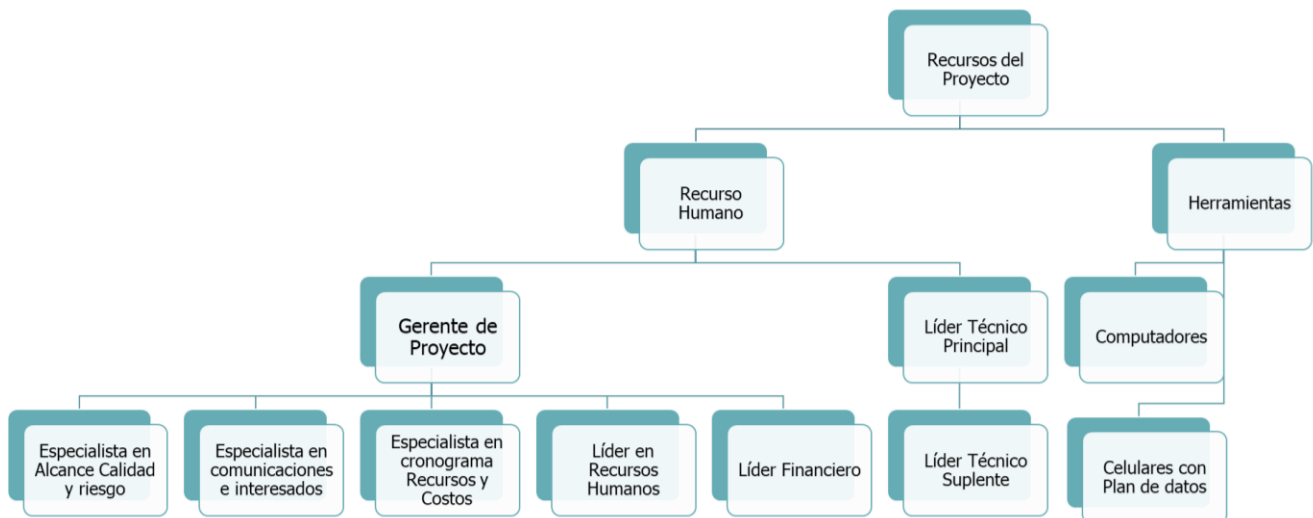 Recursos del
Proyecto
Recurso
Humano
Herramientas
Gerente de
Proyecto
Líder Técnico
Principal
Computadores
Especialista en
Alcance Calidad
y riesgo
Especialista en
comunicaciones
e interesados
Especialista en
cronograma
Recursos y
Costos
Líder en
Recursos
Humanos
Líder Financiero
Líder Técnico
Suplente
Celulares con
Plan de datos